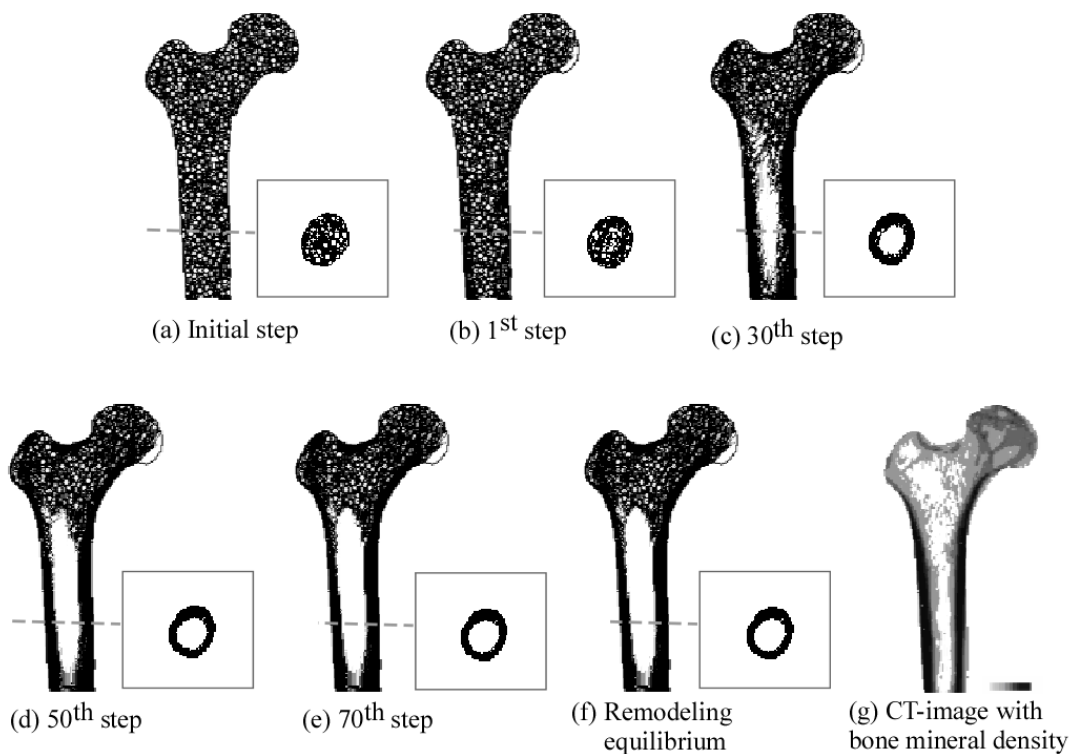 (a) Initial step
(b) 1st step
(c) 30th step
(d) 50th step
(e) 70th step
(f) Remodeling
equilibrium
(g) CT-image with
bone mineral density